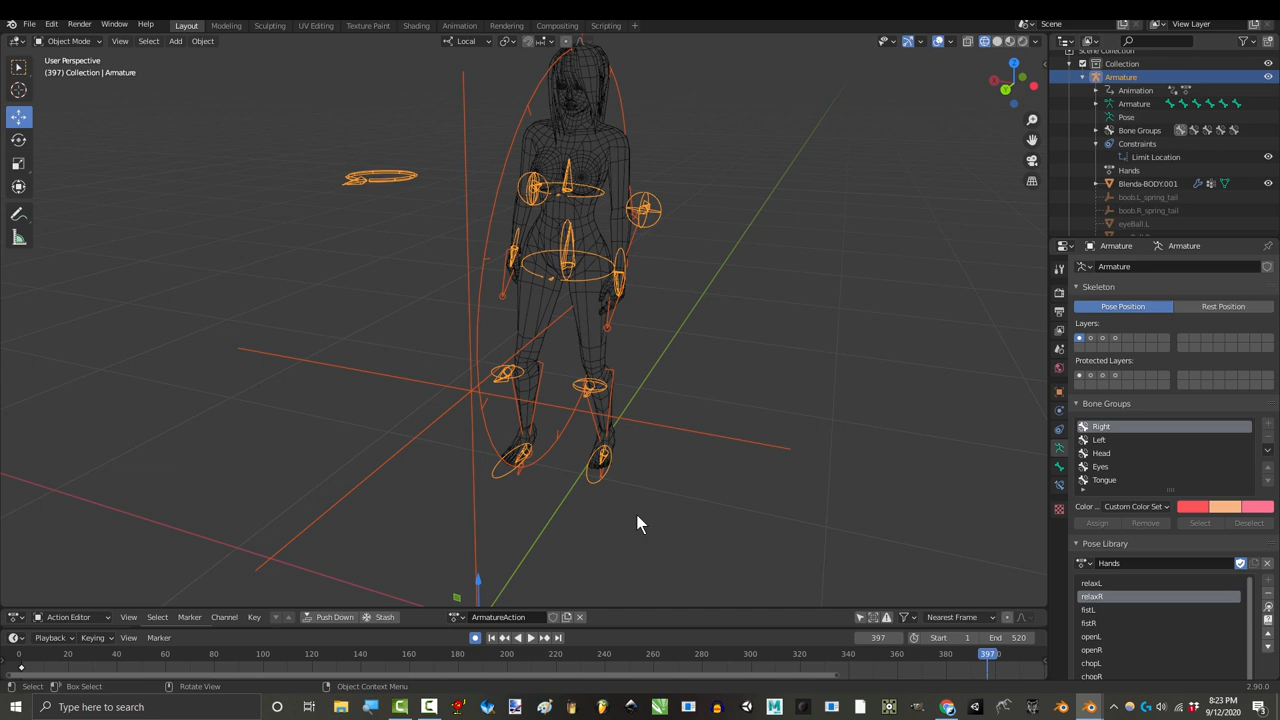 File Edit Render Window Help Layout Modeling Sculpting UV Editing Texture Paint Shading Animation Rendering Compositing Scripting + Scene View Layer
Object Mode View Select Add Object Local
User Perspective
(397) Collection | Armature
Z
Y
Scene Collection
Collection
Armature
Animation
Armature
Pose
Bone Groups
Constraints
Limit Location
Hands
Blenda-BODY.001
boob.L_spring_tail
boob.R_spring_tail
eyeBall.L
Armature Armature
Armature
Skeleton
Pose Position Rest Position
Layers:
Protected Layers:
Bone Groups
Right
Left
Head
Eyes
Tongue
Color ... Custom Color Set
Assign Remove Select Deselect
Pose Library
Hands
relaxL
relaxR
fistL
fistR
openL
openR
chopL
chopR
Action Editor View Select Marker Channel Key Push Down Stash ArmatureAction Nearest Frame
Playback Keying View Marker 397 Start 1 End 520
0 20 40 60 80 100 120 140 160 180 200 220 240 260 280 300 320 340 360 380 397
Select Box Select Rotate View Object Context Menu 2.90.0
Type here to search
8:23 PM
9/12/2020